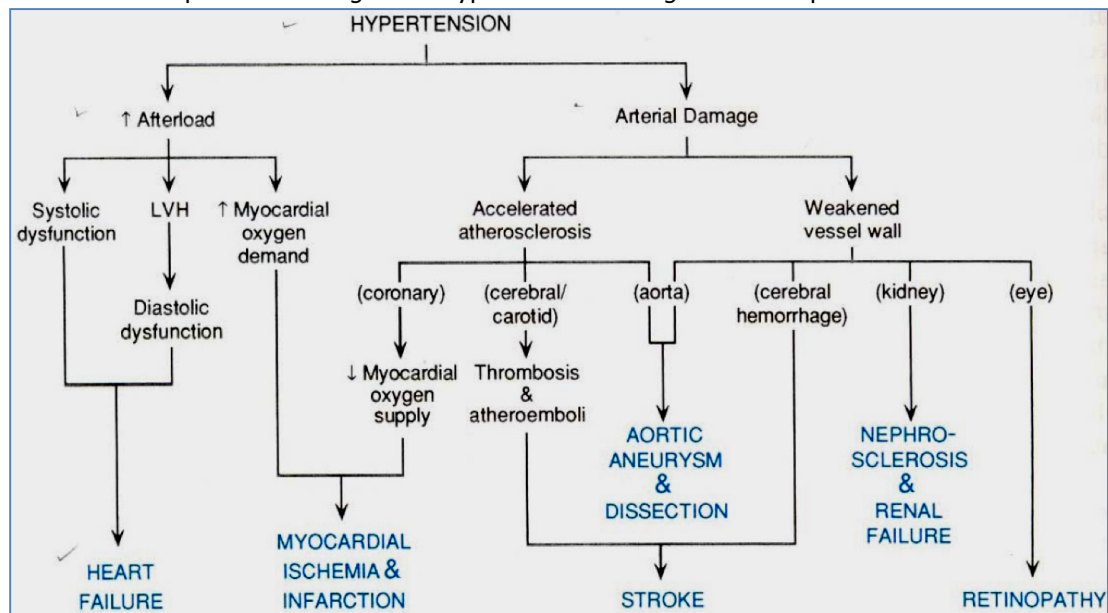 HYPERTENSION
↑ Afterload
Arterial Damage
Systolic
dysfunction
LVH
↑ Myocardial
oxygen
demand
Accelerated
atherosclerosis
Weakened
vessel wall
Diastolic
dysfunction
(coronary)
(cerebral/
carotid)
(aorta)
(cerebral
hemorrhage)
(kidney)
(eye)
↓ Myocardial
oxygen
supply
Thrombosis
&
atheroemboli
AORTIC
ANEURYSM
&
DISSECTION
NEPHRO-
SCLEROSIS
&
RENAL
FAILURE
HEART
FAILURE
MYOCARDIAL
ISCHEMIA &
INFARCTION
STROKE
RETINOPATHY